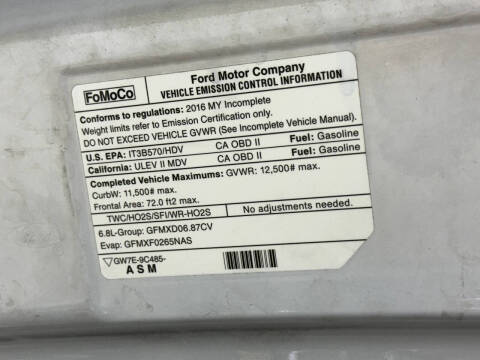 FoMoCo
Ford Motor Company
VEHICLE EMISSION CONTROL INFORMATION
Conforms to regulations: 2016 MY Incomplete
Weight limits refer to Emission Certification only.
DO NOT EXCEED VEHICLE GVWR (See Incomplete Vehicle Manual).
U.S. EPA: IT3B570/HDV CA OBD II Fuel: Gasoline
California: ULEV II MDV CA OBD II Fuel: Gasoline
Completed Vehicle Maximums: GVWR: 12,500# max.
CurbW: 11,500# max.
Frontal Area: 72.0 ft2 max.
TWC/HO2S/SFI/WR-HO2S No adjustments needed.
6.8L-Group: GFMXD06.87CV
Evap: GFMXF0265NAS
GW7E-9C485-
ASM